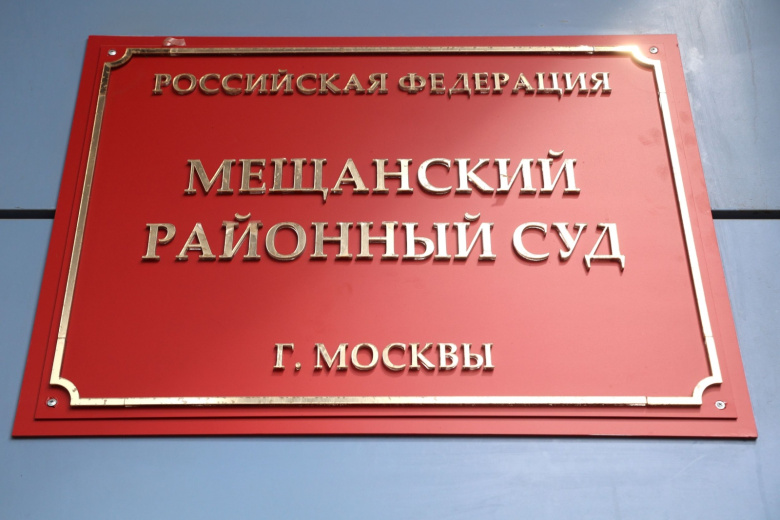 РОССИЙСКАЯ ФЕДЕРАЦИЯ
МЕЩАНСКИЙ
РАЙОННЫЙ СУД
Г. МОСКВЫ